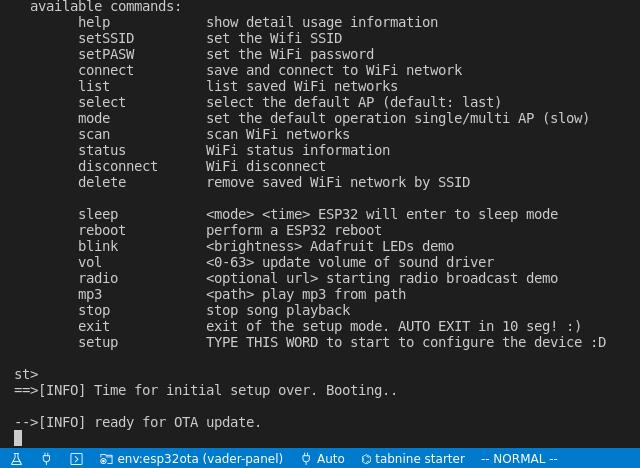 available commands:
help show detail usage information
setSSID set the Wifi SSID
setPASW set the WiFi password
connect save and connect to WiFi network
list list saved WiFi networks
select select the default AP (default: last)
mode set the default operation single/multi AP (slow)
scan scan WiFi networks
status WiFi status information
disconnect WiFi disconnect
delete remove saved WiFi network by SSID
sleep <mode> <time> ESP32 will enter to sleep mode
reboot perform a ESP32 reboot
blink <brightness> Adafruit LEDs demo
vol <0-63> update volume of sound driver
radio <optional url> starting radio broadcast demo
mp3 <path> play mp3 from path
stop stop song playback
exit exit of the setup mode. AUTO EXIT in 10 seg! :)
setup TYPE THIS WORD to start to configure the device :D
st>
==>[INFO] Time for initial setup over. Booting..
-->[INFO] ready for OTA update.
env:esp32ota (vader-panel) Auto tabnine starter -- NORMAL --